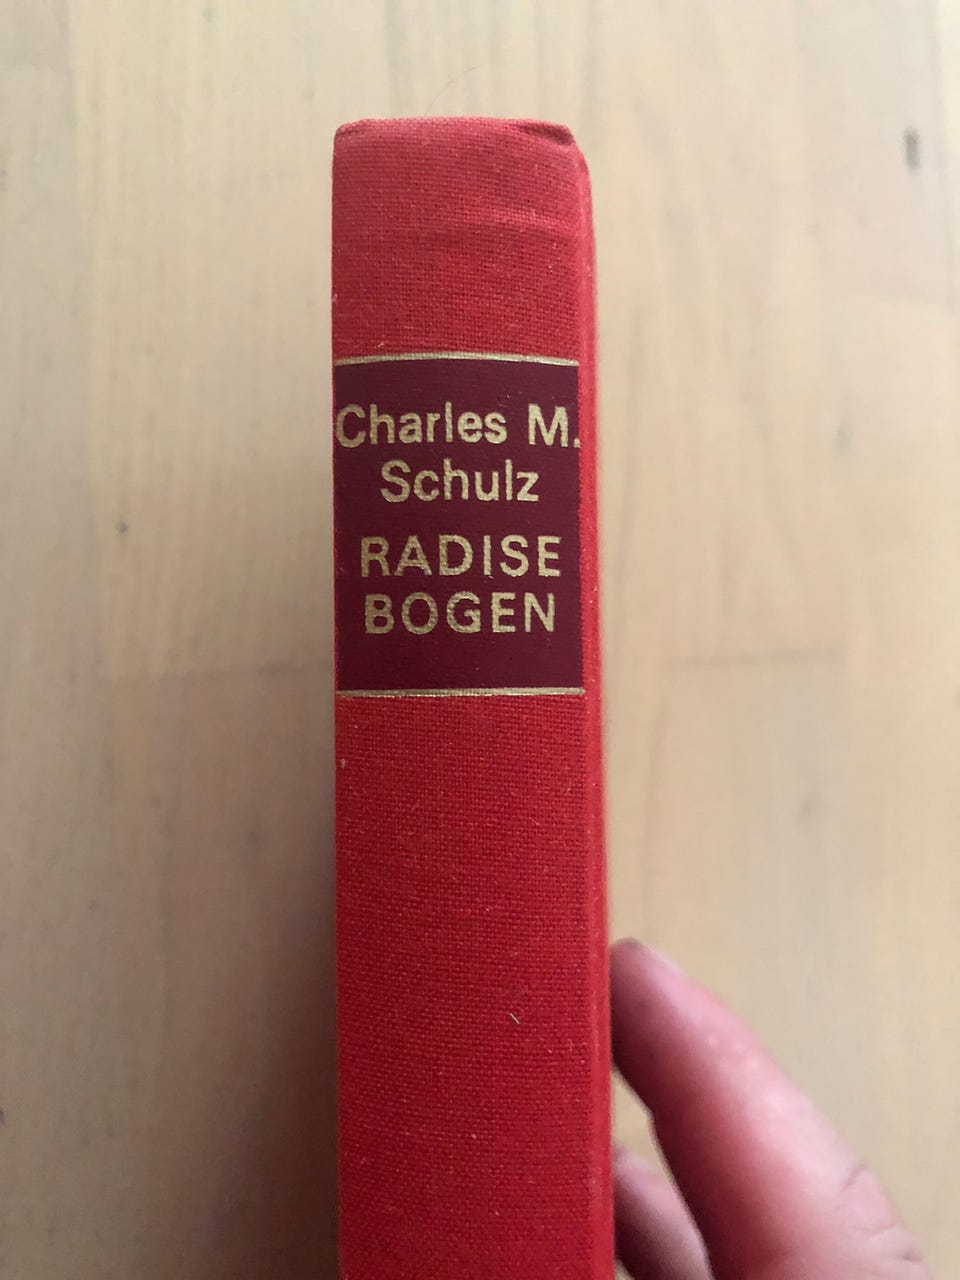 Charles M.
Schulz
RADISE
BOGEN